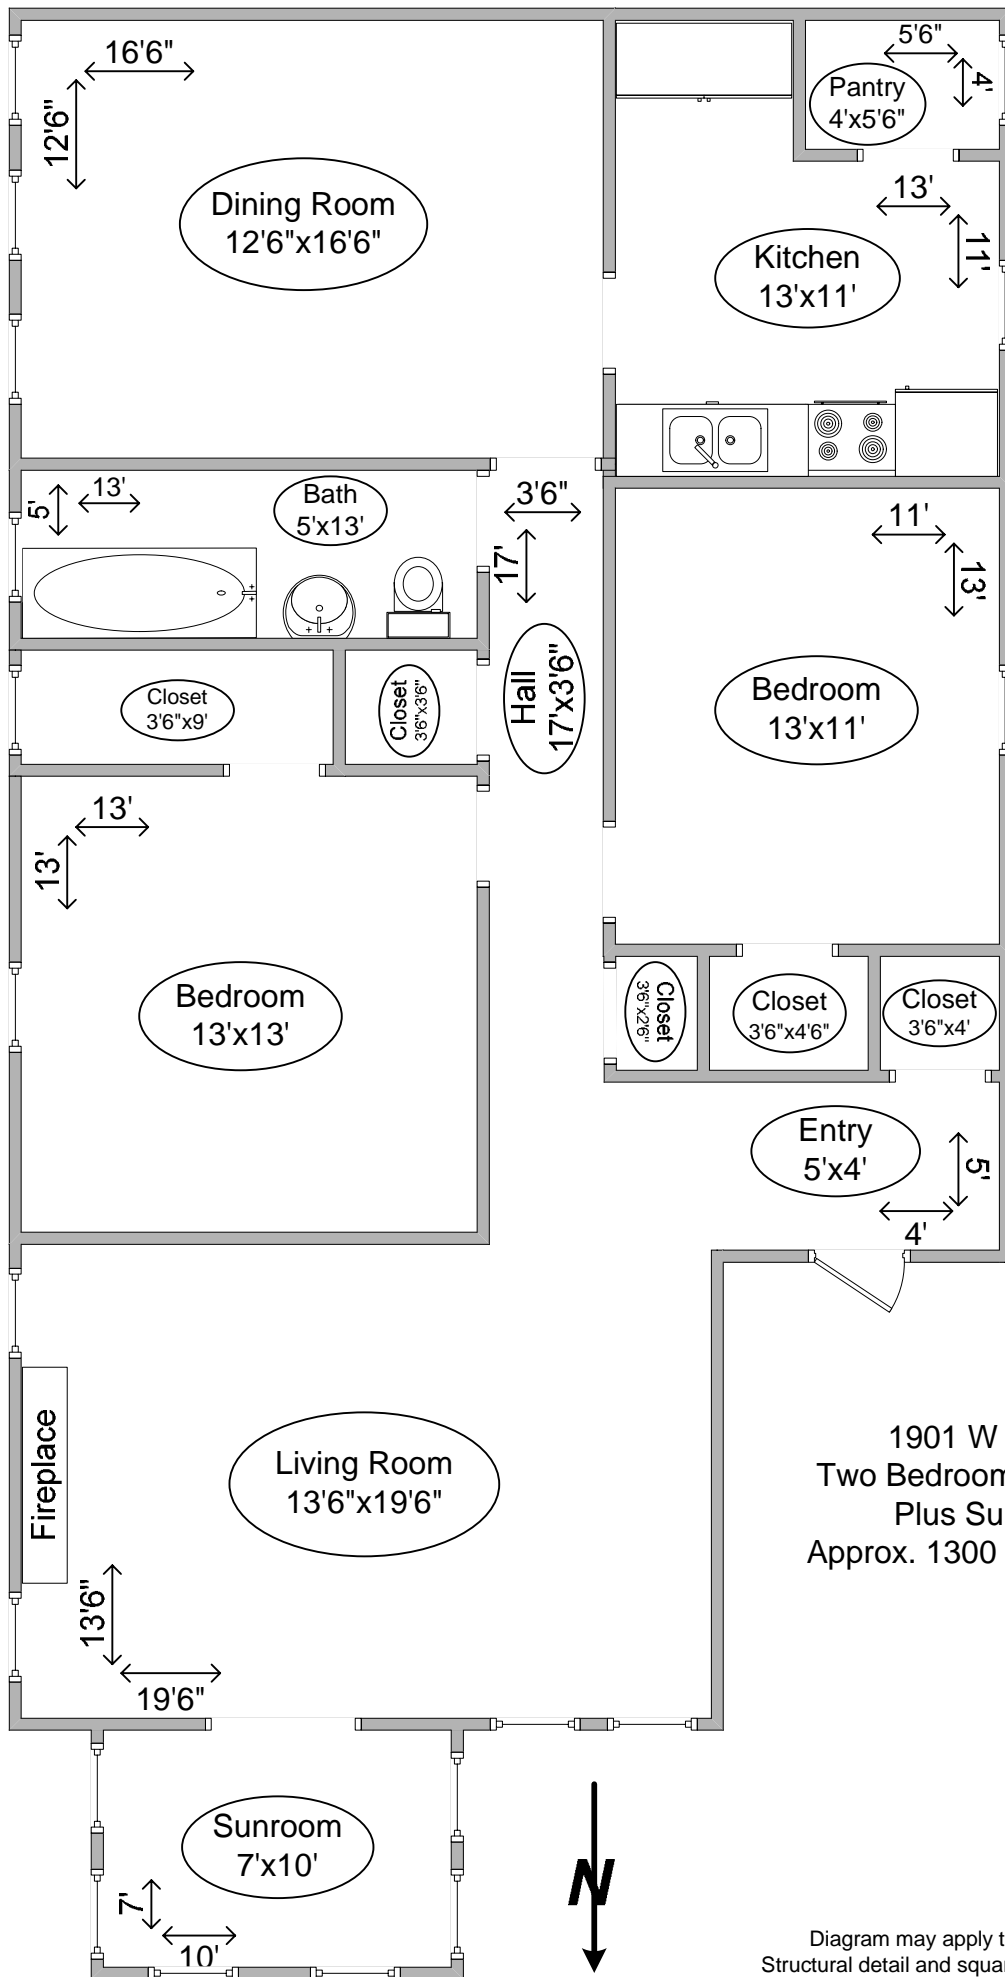 16'6"
12'6"
Dining Room
12'6"x16'6"
5'6"
4'
Pantry
4'x5'6"
13'
11'
Kitchen
13'x11'
5'
13'
Bath
5'x13'
3'6"
17'
Hall
17'x3'6"
11'
13'
Bedroom
13'x11'
Closet
3'6"x9'
Closet
3'6"x3'6"
13'
13'
Bedroom
13'x13'
Closet
3'6"x2'6"
Closet
3'6"x4'6"
Closet
3'6"x4'
Entry
5'x4'
5'
4'
Fireplace
Living Room
13'6"x19'6"
13'6"
19'6"
1901 W
Two Bedroom
Plus Su
Approx. 1300
Sunroom
7'x10'
7'
10'
N
Diagram may apply t
Structural detail and squar